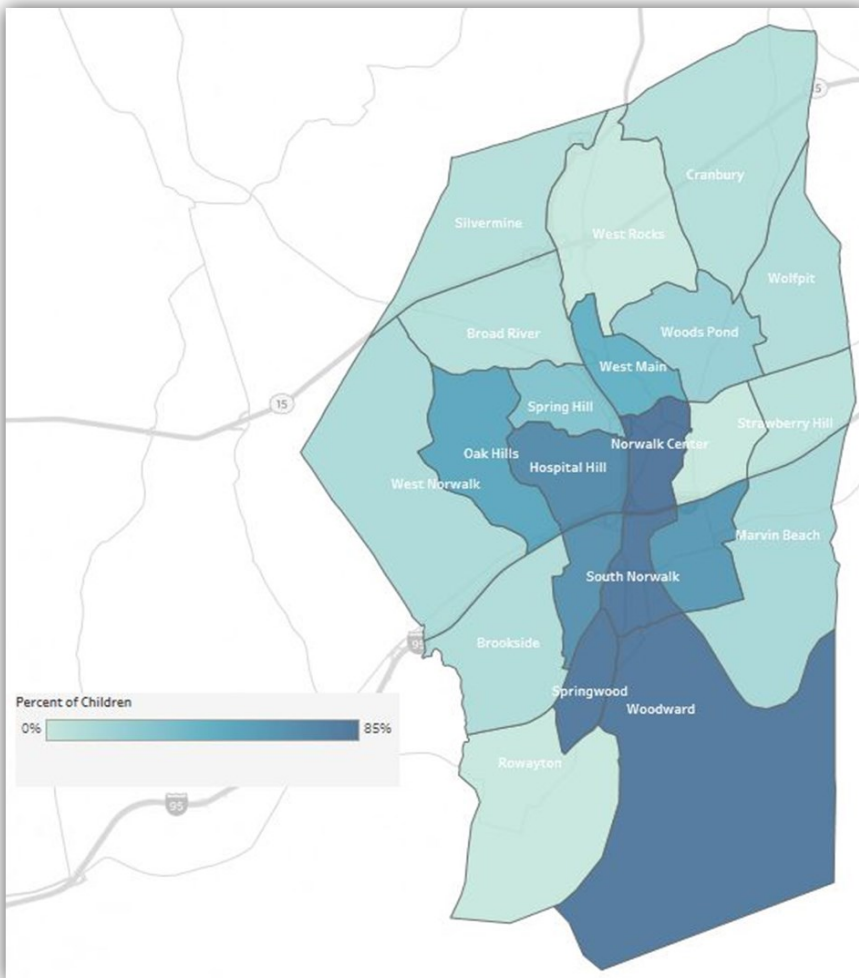 15
Cranbury
Silvermine
West Rocks
Wolfpit
Broad River
Woods Pond
West Main
15
Spring Hill
Strawberry Hill
Norwalk Center
Oak Hills
Hospital Hill
West Norwalk
Marvin Beach
South Norwalk
Brookside
95
Springwood
Percent of Children
Woodward
0%
85%
Rowayton
95